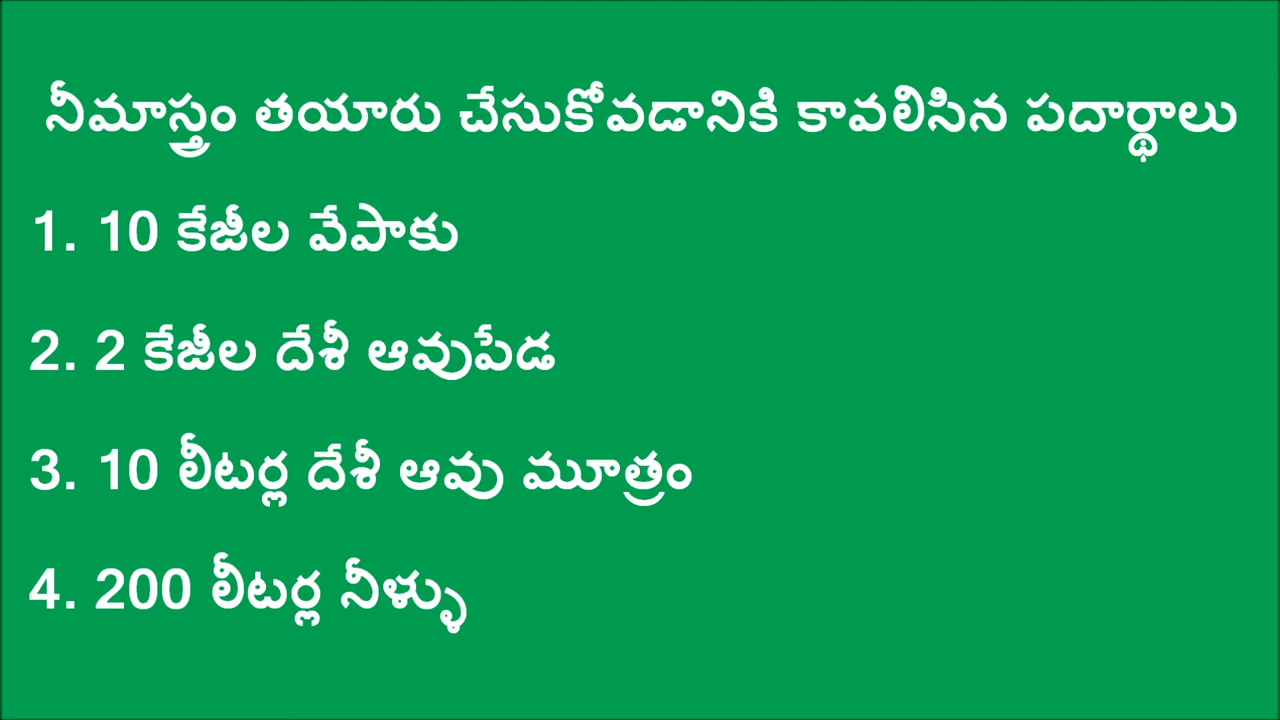 నీమాస్త్రం తయారు చేసుకోవడానికి కావలిసిన పదార్థాలు
1. 10 కేజీల వేపాకు
2. 2 కేజీల దేశీ ఆవుపేడ
3. 10 లీటర్ల దేశీ ఆవు మూత్రం
4. 200 లీటర్ల నీళ్ళు